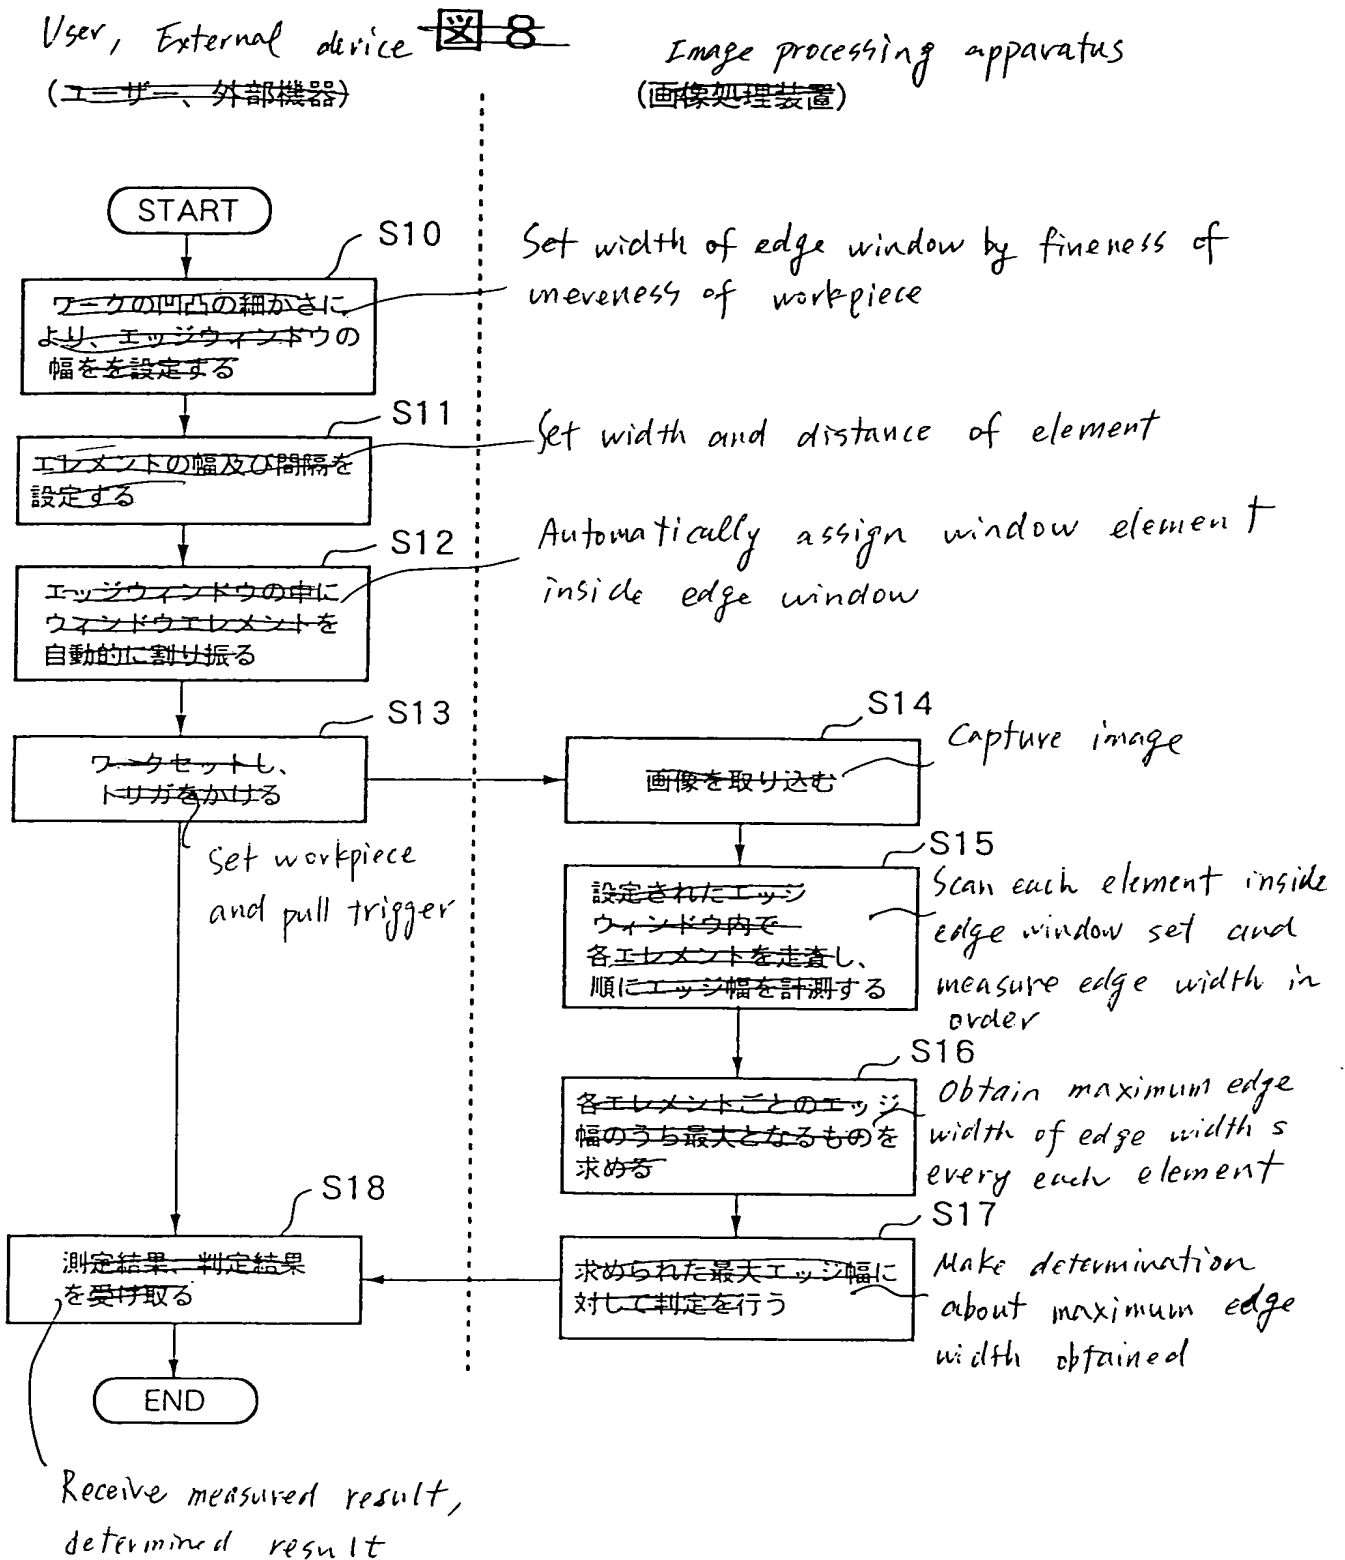 User, External device 図 8
(ユーザー、外部機器)
Image processing apparatus
(画像処理装置)
START
S10
ワークの凹凸の細かさに
より、エッジウィンドウの
幅をを設定する
Set width of edge window by fineness of
uneveness of workpiece
S11
エレメントの幅及び間隔を
設定する
Set width and distance of element
S12
エッジウィンドウの中に
ウィンドウエレメントを
自動的に割り振る
Automatically assign window element
inside edge window
S13
ワークセットし、
トリガをかける
Set workpiece
and pull trigger
S14
画像を取り込む
Capture image
S15
設定されたエッジ
ウィンドウ内で
各エレメントを走査し、
順にエッジ幅を計測する
Scan each element inside
edge window set and
measure edge width in
order
S16
各エレメントごとのエッジ
幅のうち最大となるものを
求める
Obtain maximum edge
width of edge widths
every each element
S17
求められた最大エッジ幅に
対して判定を行う
Make determination
about maximum edge
width obtained
S18
測定結果、判定結果
を受け取る
END
Receive measured result,
determined result